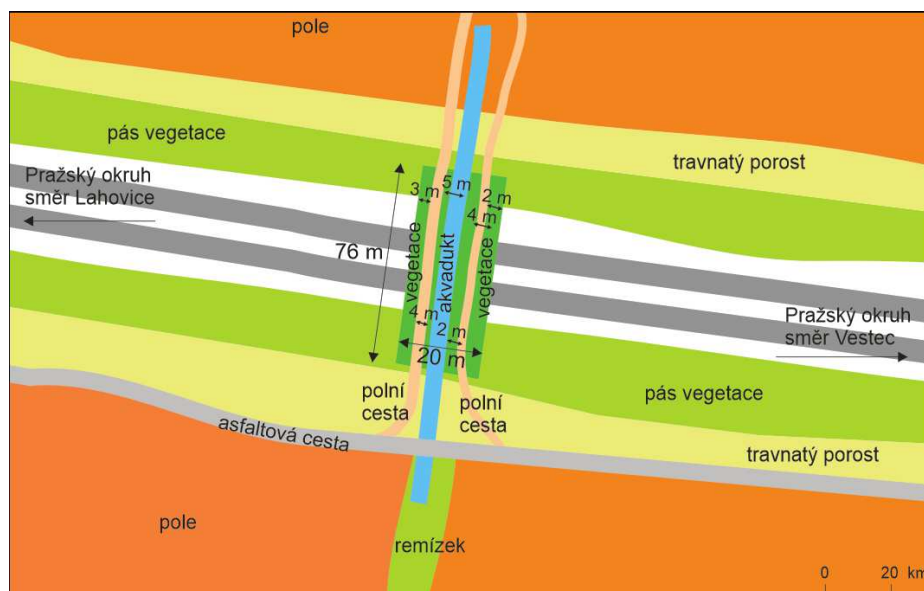 pole
pás vegetace
travnatý porost
Pražský okruh
směr Lahovice
3 m
5 m
2 m
4 m
76 m
vegetace
akvadukt
vegetace
4 m
2 m
20 m
Pražský okruh
směr Vestec
polní
cesta
polní
cesta
pás vegetace
asfaltová cesta
travnatý porost
pole
remízek
0 20 km